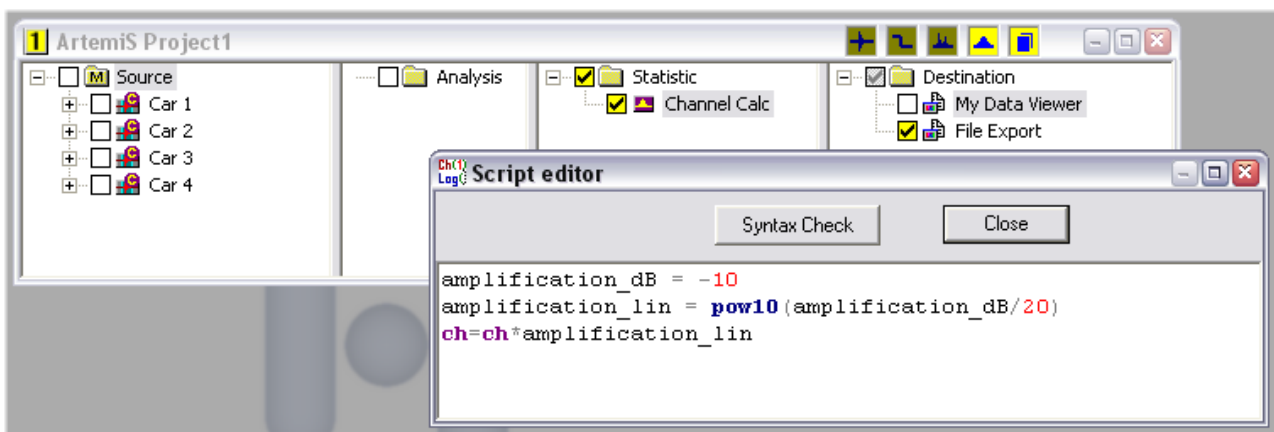 1 ArtemiS Project1
M Source
Car 1
Car 2
Car 3
Car 4
Analysis
Statistic
Channel Calc
Destination
My Data Viewer
File Export
Ch(1)
Log( Script editor
Syntax Check Close
amplification_dB = -10
amplification_lin = pow10(amplification_dB/20)
ch=ch*amplification_lin